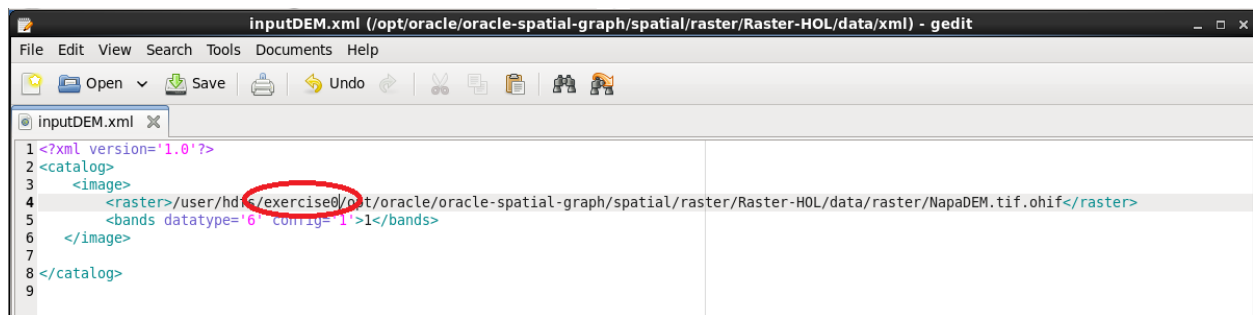 inputDEM.xml (/opt/oracle/oracle-spatial-graph/spatial/raster/Raster-HOL/data/xml) - gedit
File Edit View Search Tools Documents Help
Open Save Undo
inputDEM.xml
1 <?xml version='1.0'?>
2 <catalog>
3 <image>
4 <raster>/user/hdfs/exercise0/opt/oracle/oracle-spatial-graph/spatial/raster/Raster-HOL/data/raster/NapaDEM.tif.ohif</raster>
5 <bands datatype='6' config='1'>1</bands>
6 </image>
7
8 </catalog>
9